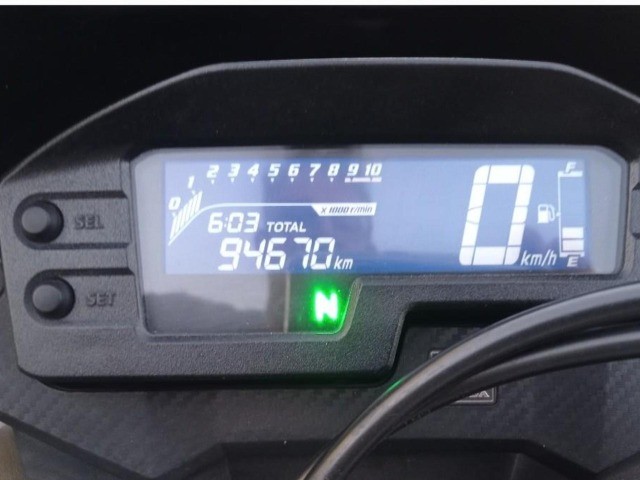 0 1 2 3 4 5 6 7 8 9 10
x 1000 r/min
6:03 TOTAL
94670 km
0 km/h
F
E
SEL
SET
N